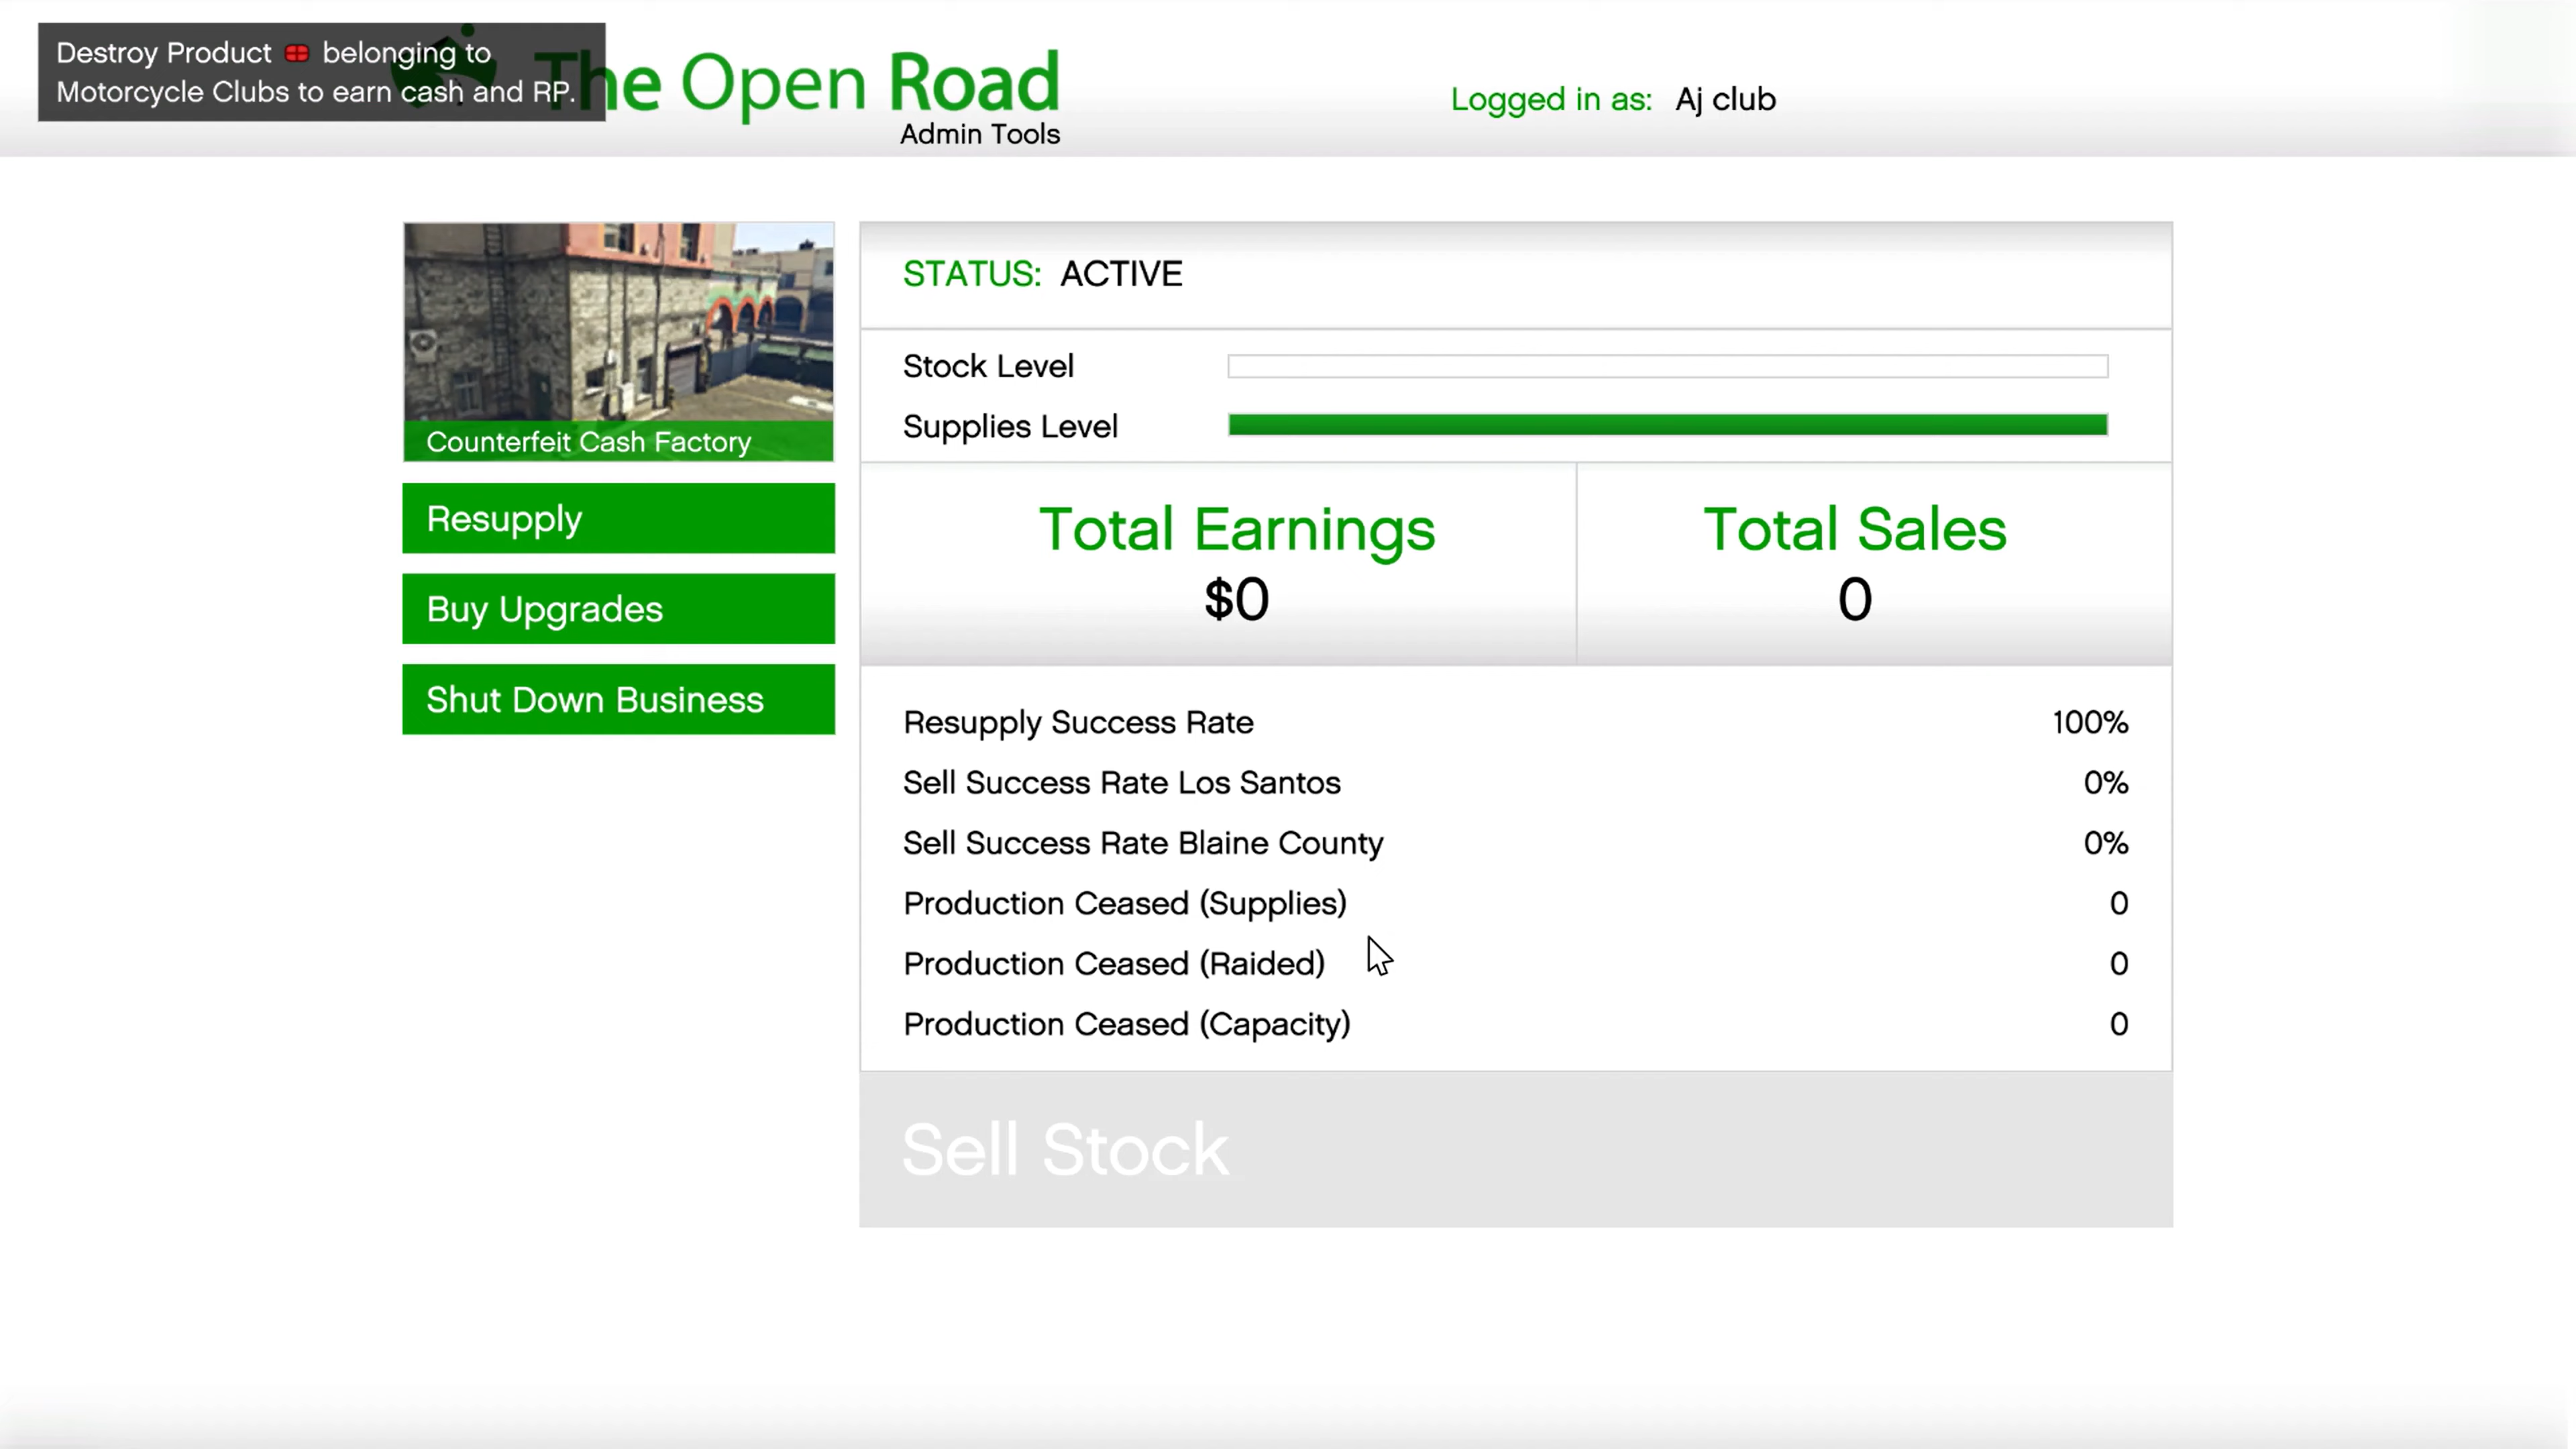 Destroy Product belonging to
Motorcycle Clubs to earn cash and RP.
The Open Road
Admin Tools
Logged in as: Aj club
Counterfeit Cash Factory
Resupply
Buy Upgrades
Shut Down Business
STATUS: ACTIVE
Stock Level
Supplies Level
Total Earnings
$0
Total Sales
0
Resupply Success Rate 100%
Sell Success Rate Los Santos 0%
Sell Success Rate Blaine County 0%
Production Ceased (Supplies) 0
Production Ceased (Raided) 0
Production Ceased (Capacity) 0
Sell Stock